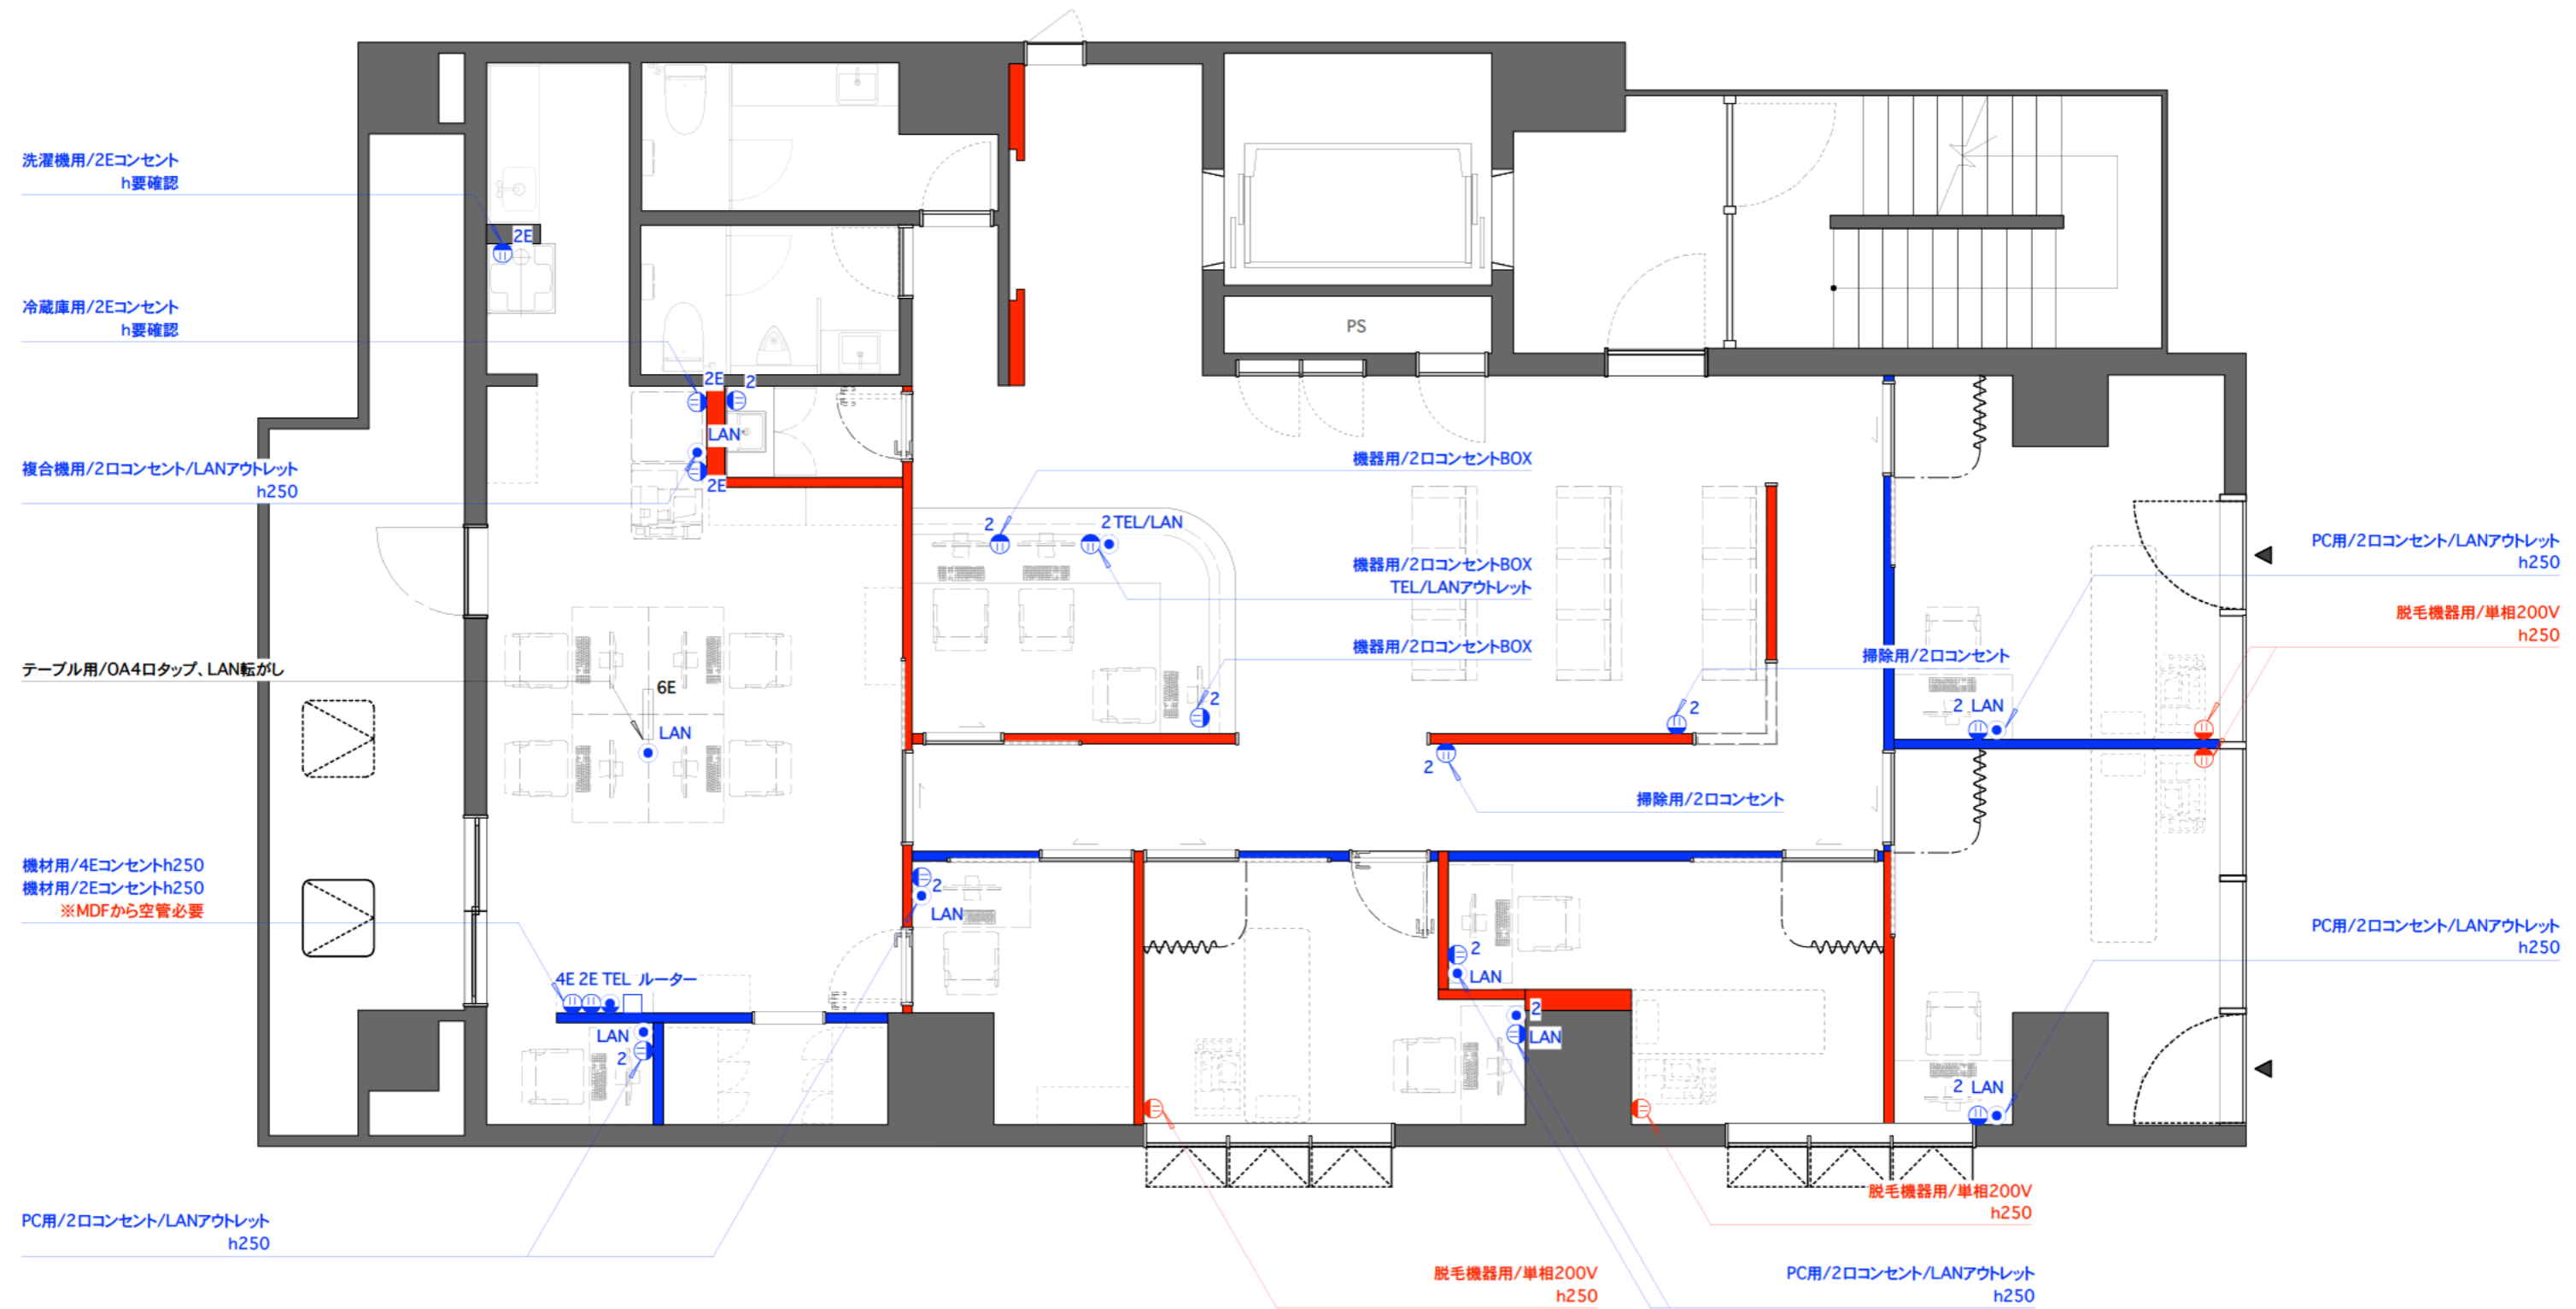 洗濯機用/2Eコンセント
h要確認
2E
冷蔵庫用/2Eコンセント
h要確認
PS
2E
2
LAN
複合機用/2口コンセント/LANアウトレット
h250
2E
機器用/2口コンセントBOX
2
2 TEL/LAN
機器用/2口コンセントBOX
TEL/LANアウトレット
機器用/2口コンセントBOX
2
PC用/2口コンセント/LANアウトレット
h250
脱毛機器用/単相200V
h250
掃除用/2口コンセント
2
2 LAN
テーブル用/OA4口タップ、LAN転がし
6E
LAN
2
掃除用/2口コンセント
機材用/4Eコンセントh250
機材用/2Eコンセントh250
※MDFから空管必要
4E 2E TEL ルーター
LAN
2
2
LAN
2
LAN
2
LAN
PC用/2口コンセント/LANアウトレット
h250
2 LAN
PC用/2口コンセント/LANアウトレット
h250
脱毛機器用/単相200V
h250
脱毛機器用/単相200V
h250
PC用/2口コンセント/LANアウトレット
h250